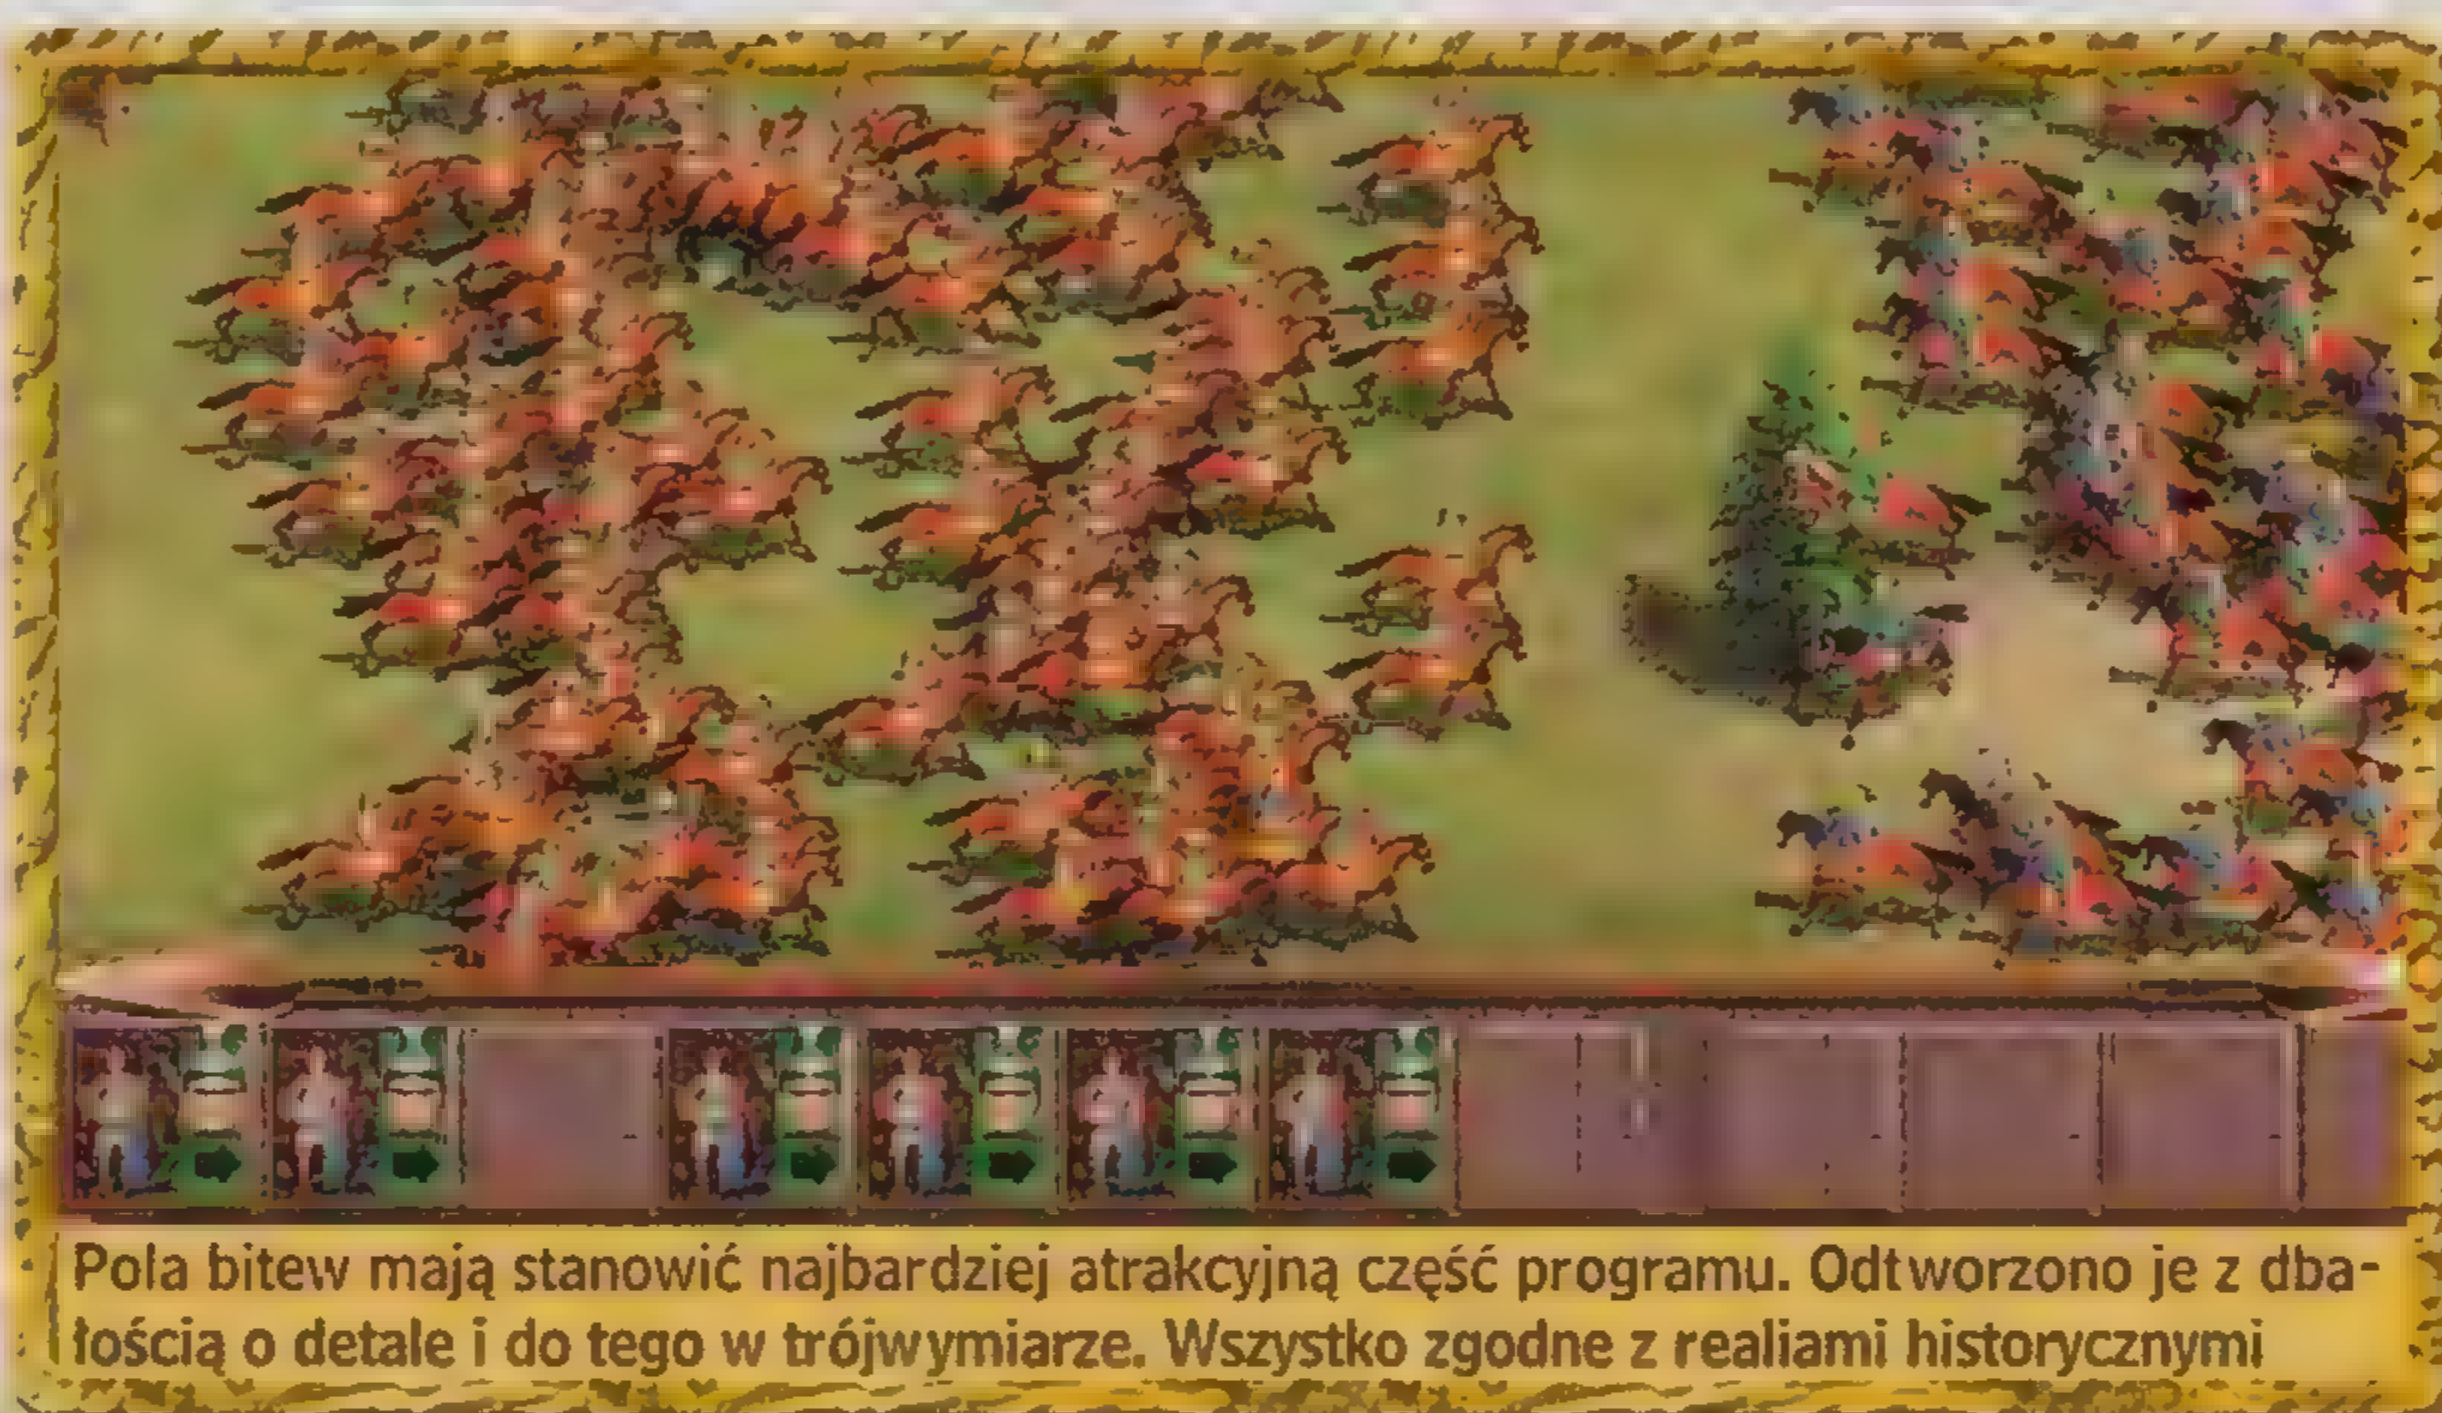 Pola bitew mają stanowić najbardziej atrakcyjną część programu. Odtworzono je z dba-
łością o detale i do tego w trójwymiarze. Wszystko zgodne z realiami historycznymi